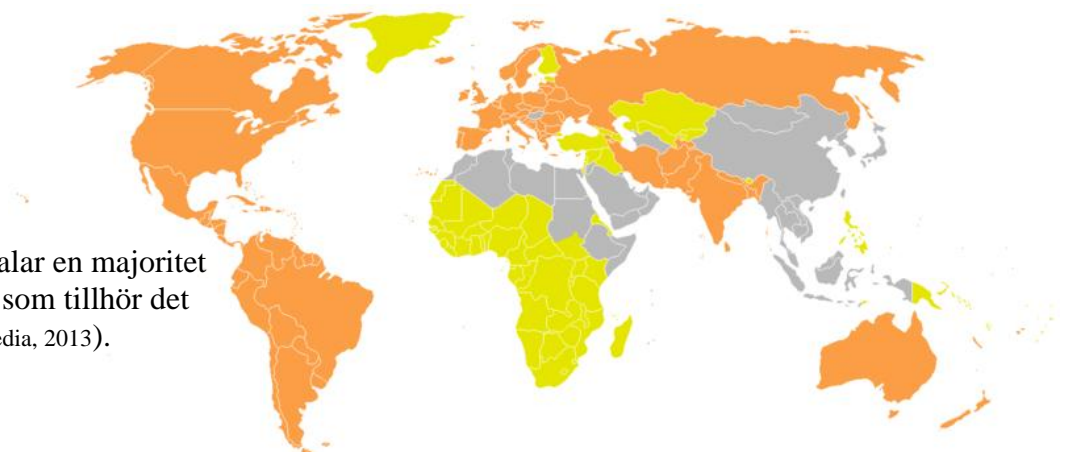 alar en majoritet
som tillhör det
edia, 2013).